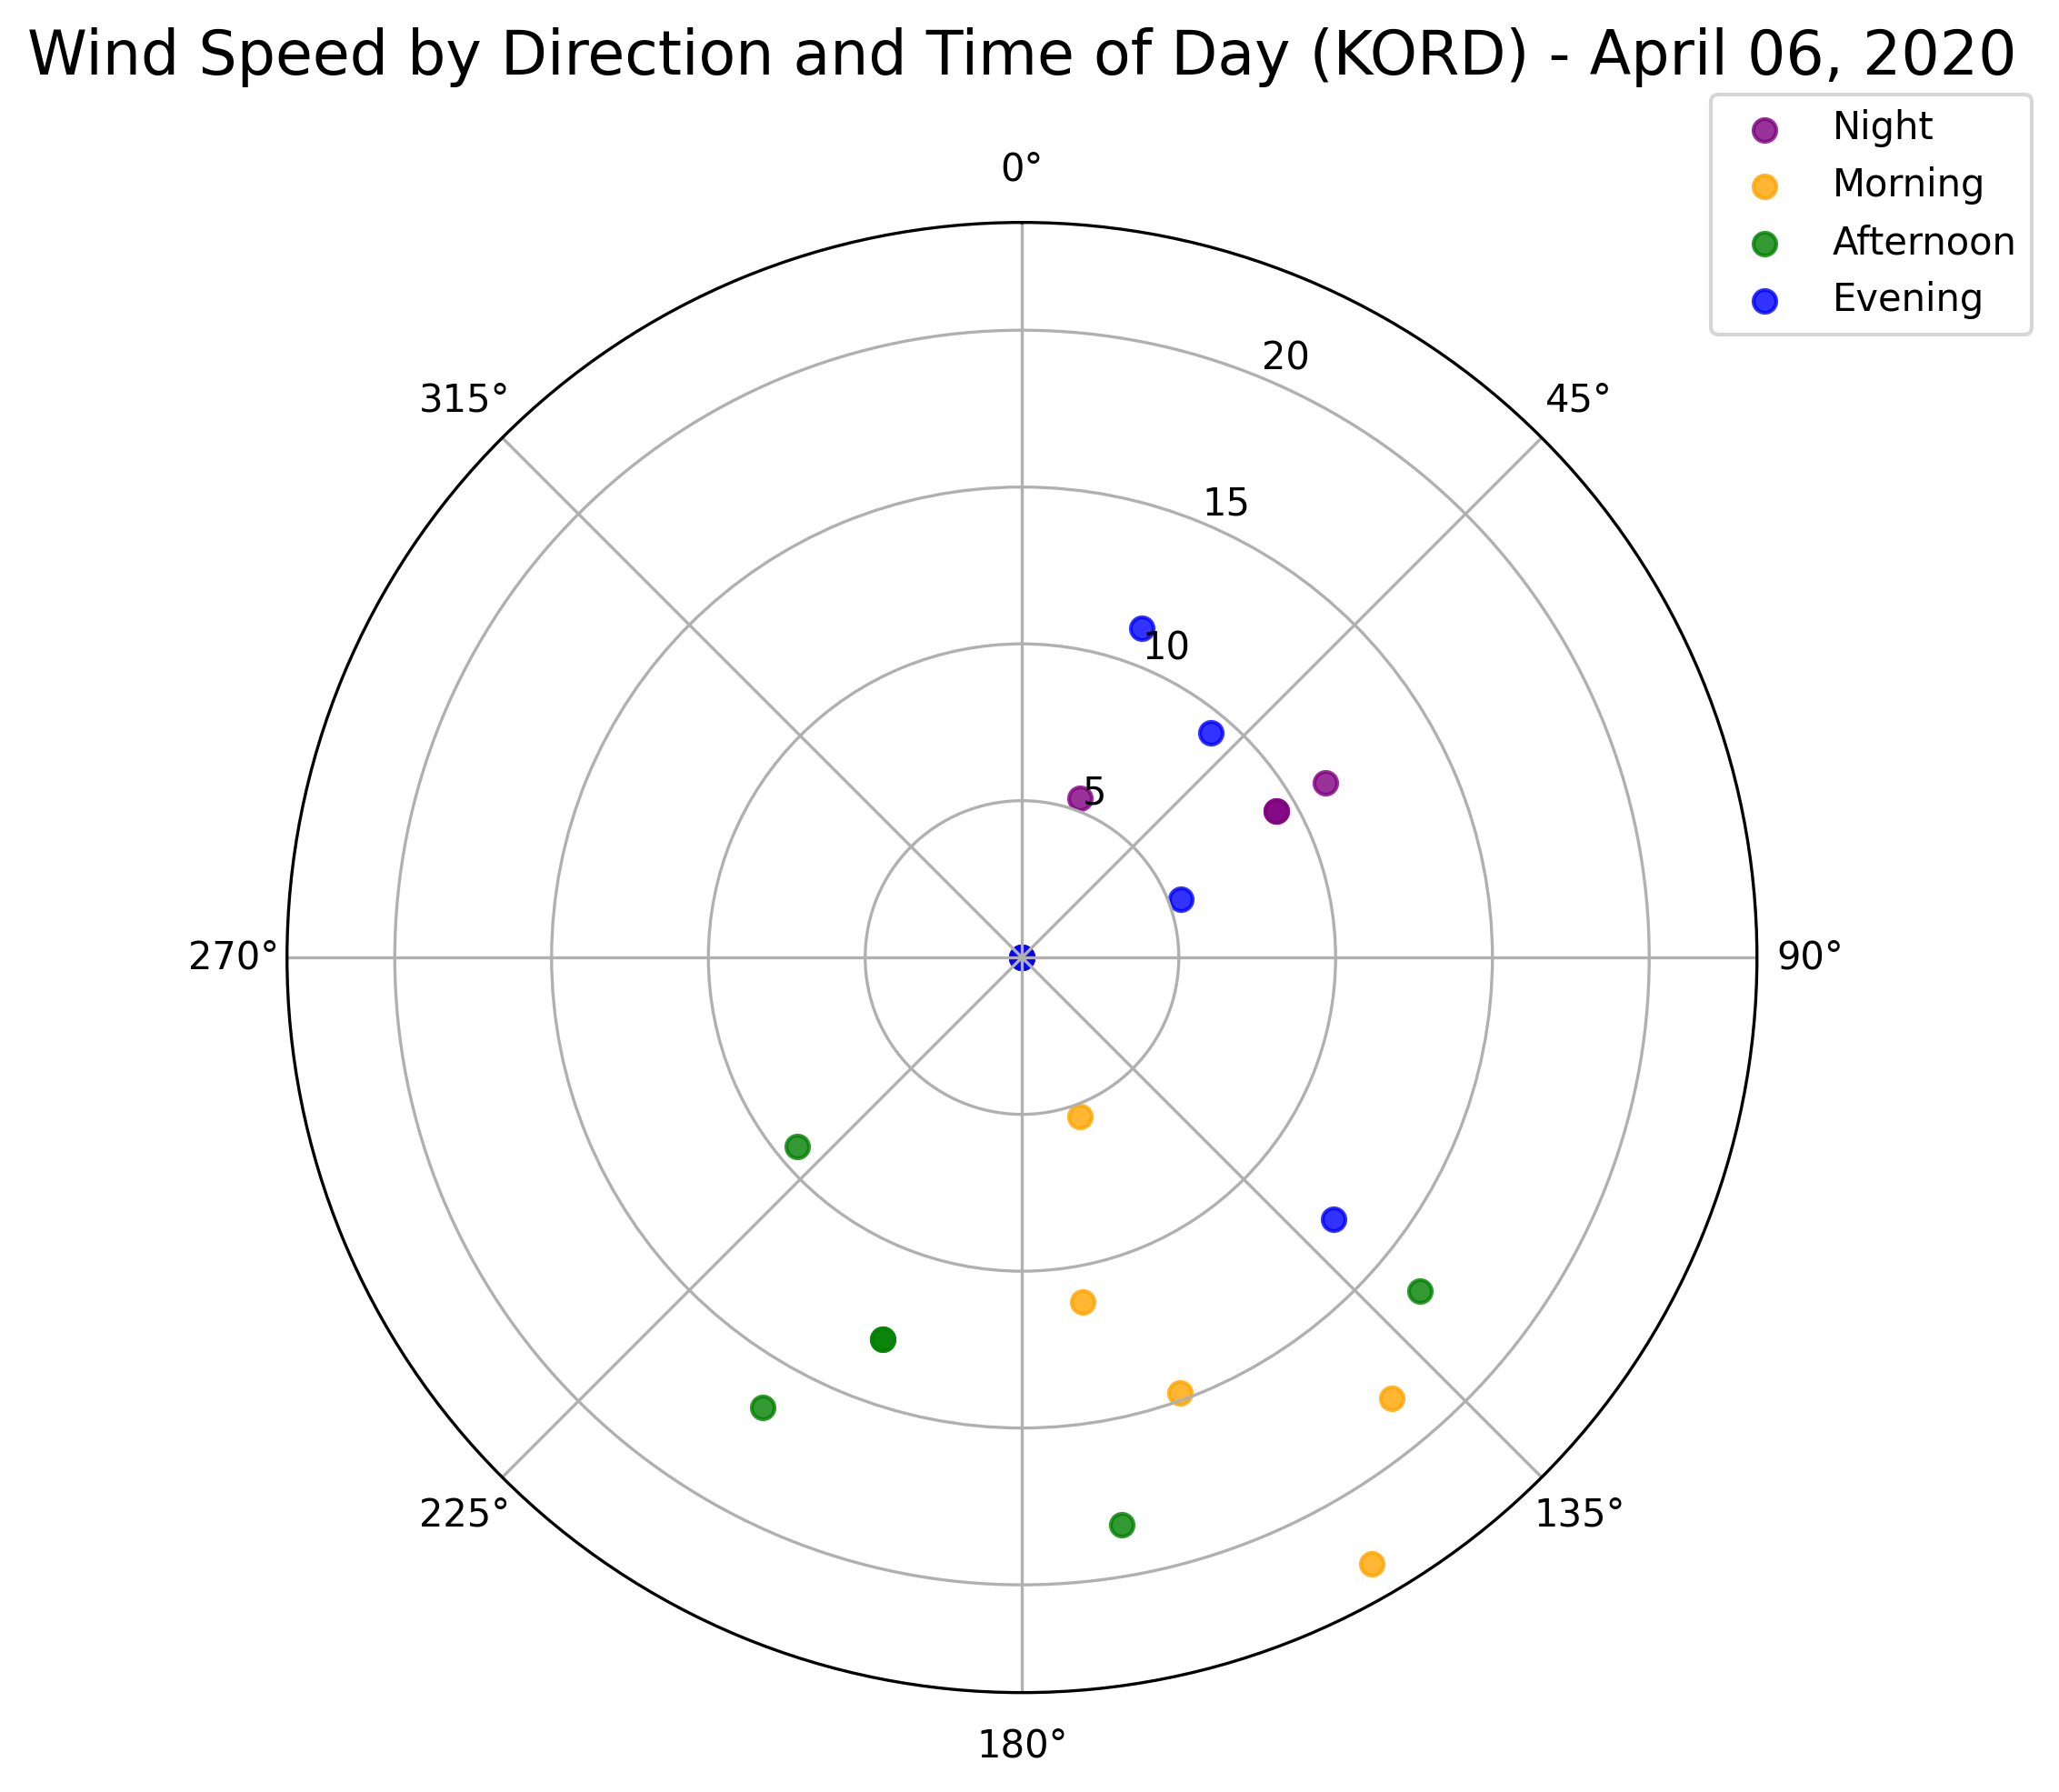 Wind Speed by Direction and Time of Day (KORD) - April 06, 2020
Night
Morning
Afternoon
Evening
0°
20
315°
45°
15
10
5
270°
90°
225°
135°
180°